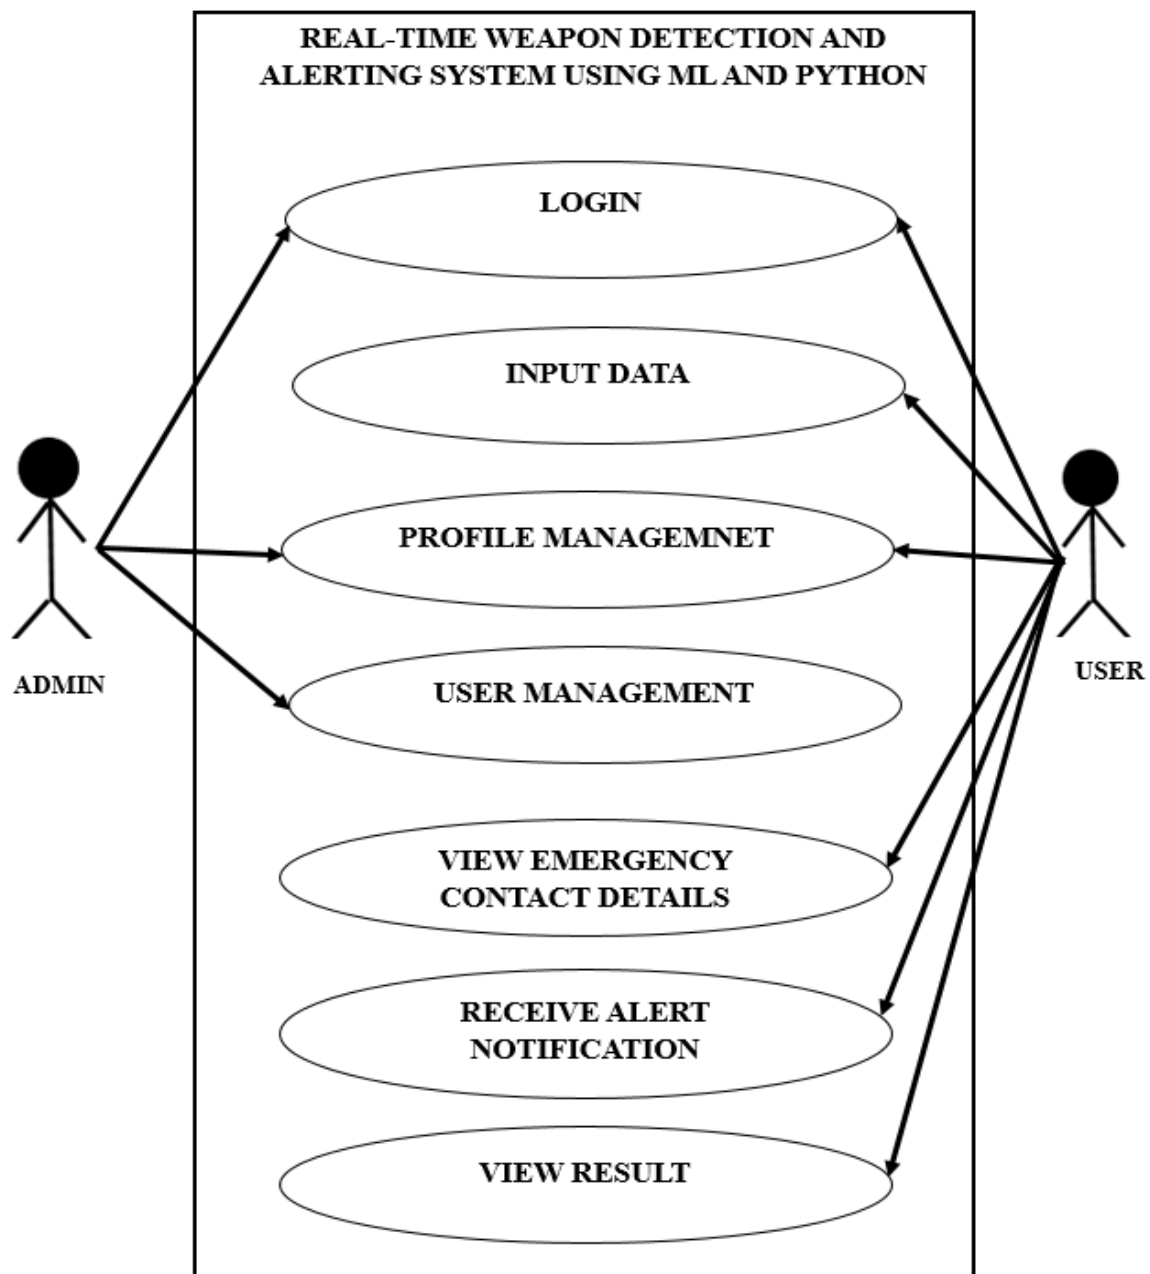 REAL-TIME WEAPON DETECTION AND
ALERTING SYSTEM USING ML AND PYTHON
LOGIN
INPUT DATA
PROFILE MANAGEMNET
USER MANAGEMENT
VIEW EMERGENCY
CONTACT DETAILS
RECEIVE ALERT
NOTIFICATION
VIEW RESULT
ADMIN
USER